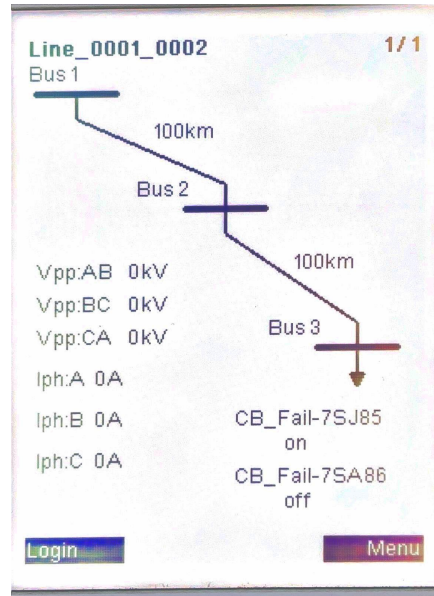 Line_0001_0002 1/1
Bus 1
100km
Bus 2
100km
Vpp:AB 0kV
Vpp:BC 0kV
Vpp:CA 0kV
Bus 3
Iph:A 0A
Iph:B 0A
Iph:C 0A
CB_Fail-7SJ85
on
CB_Fail-7SA86
off
Login Menu